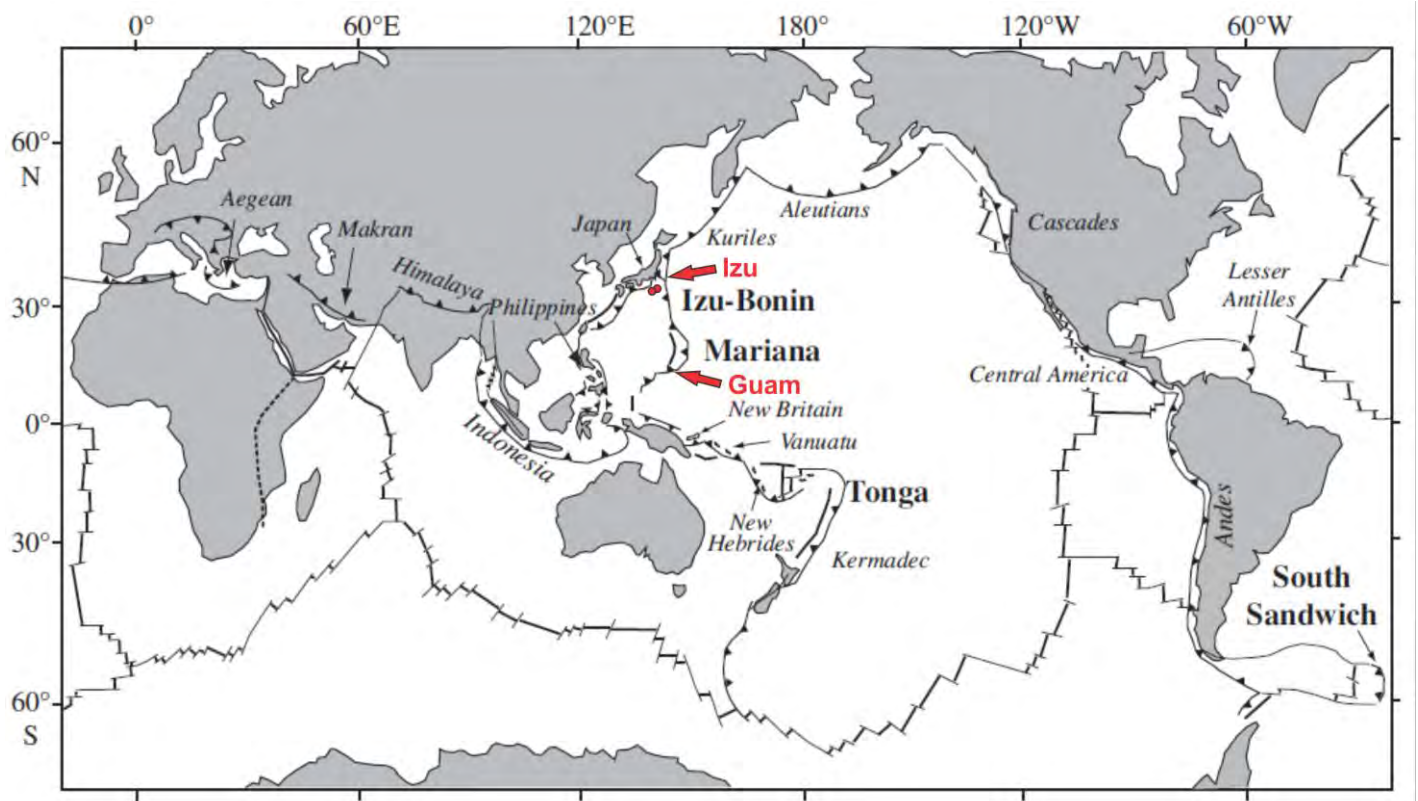 0°
60°E
120°E
180°
120°W
60°W
60°
N
30°
0°
30°
60°
S
Aegean
Makran
Himalaya
Philippines
Japan
Kuriles
Aleutians
Izu
Izu-Bonin
Mariana
Guam
New Britain
Vanuatu
Indonesia
New
Hebrides
Tonga
Kermadec
Cascades
Lesser
Antilles
Central America
Andes
South
Sandwich